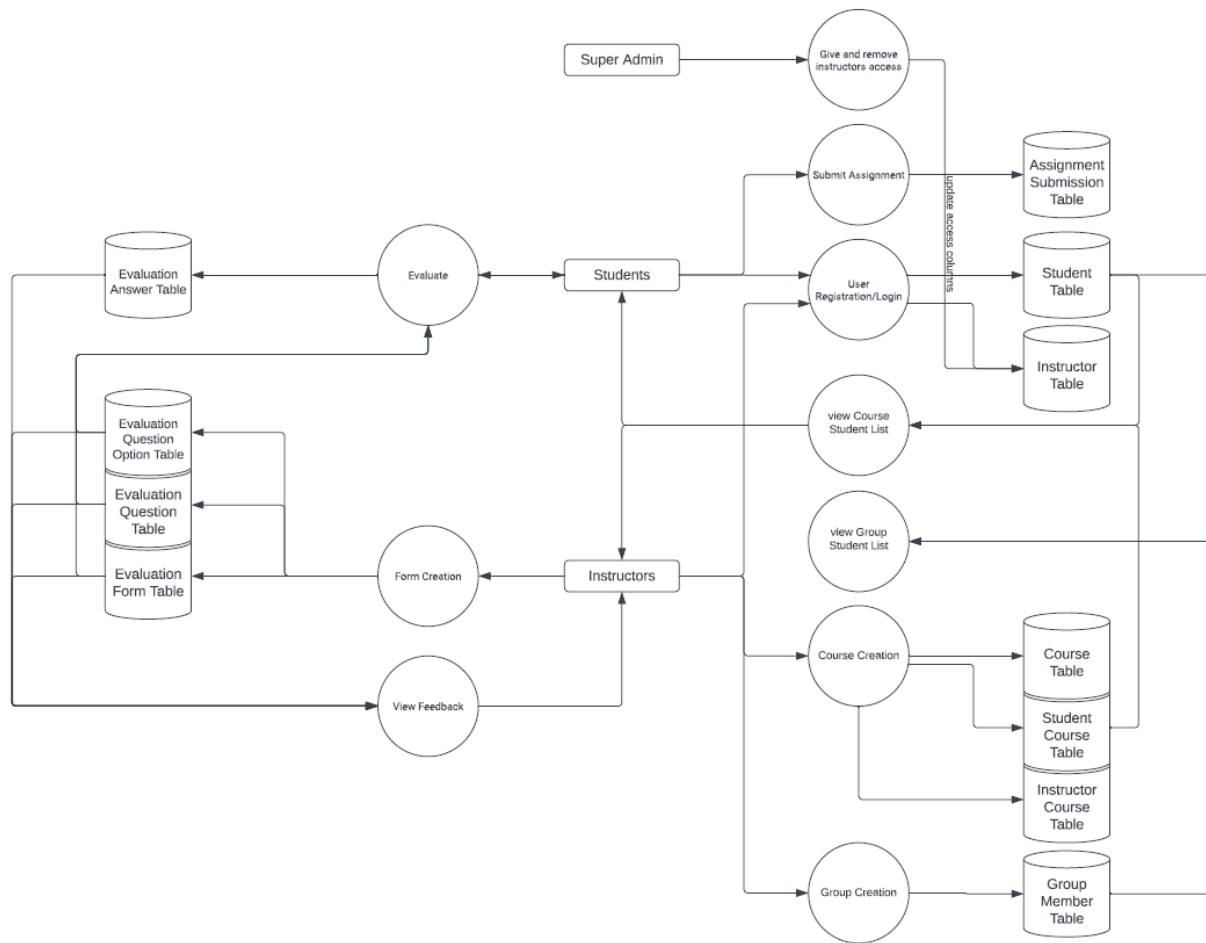 Super Admin
Give and remove
instructors access
Submit Assignment
update access columns
Assignment
Submission
Table
Evaluation
Answer Table
Evaluate
Students
User
Registration/Login
Student
Table
Instructor
Table
Evaluation
Question
Option Table
view Course
Student List
Evaluation
Question
Table
view Group
Student List
Evaluation
Form Table
Form Creation
Instructors
View Feedback
Course Creation
Course
Table
Student
Course
Table
Instructor
Course
Table
Group Creation
Group
Member
Table